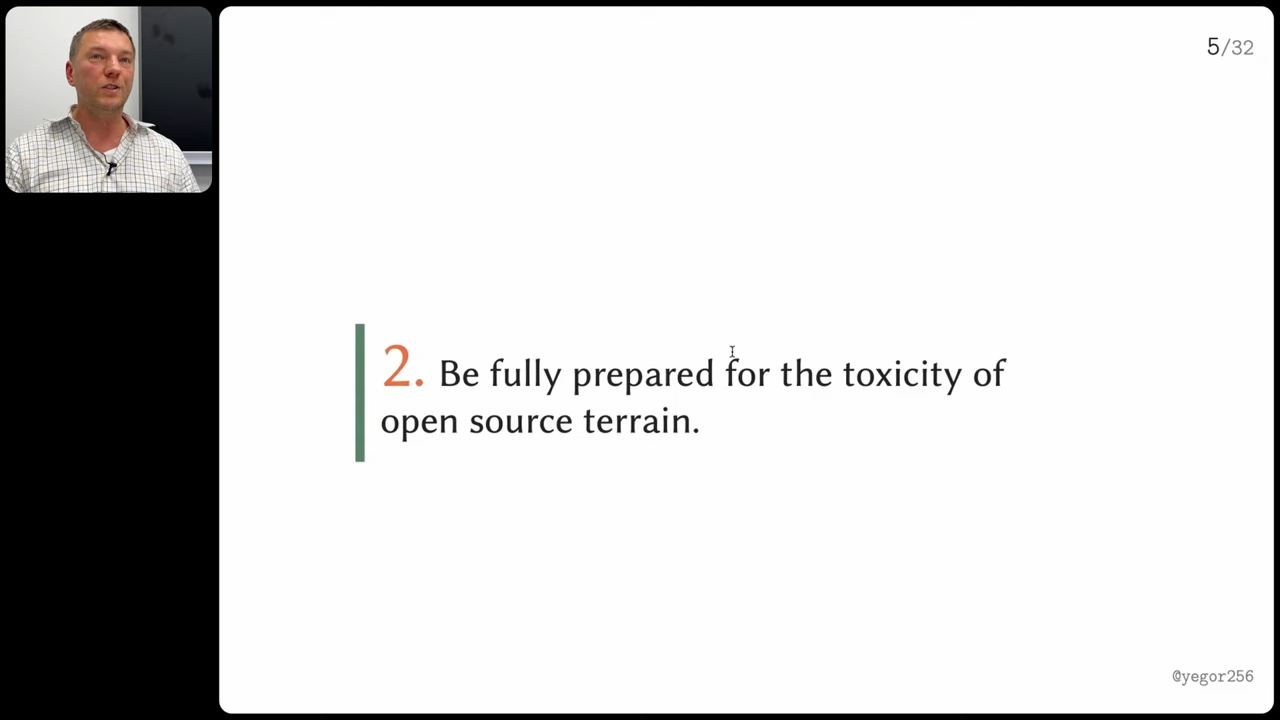 5/32
2. Be fully prepared for the toxicity of
open source terrain.
@yegor256